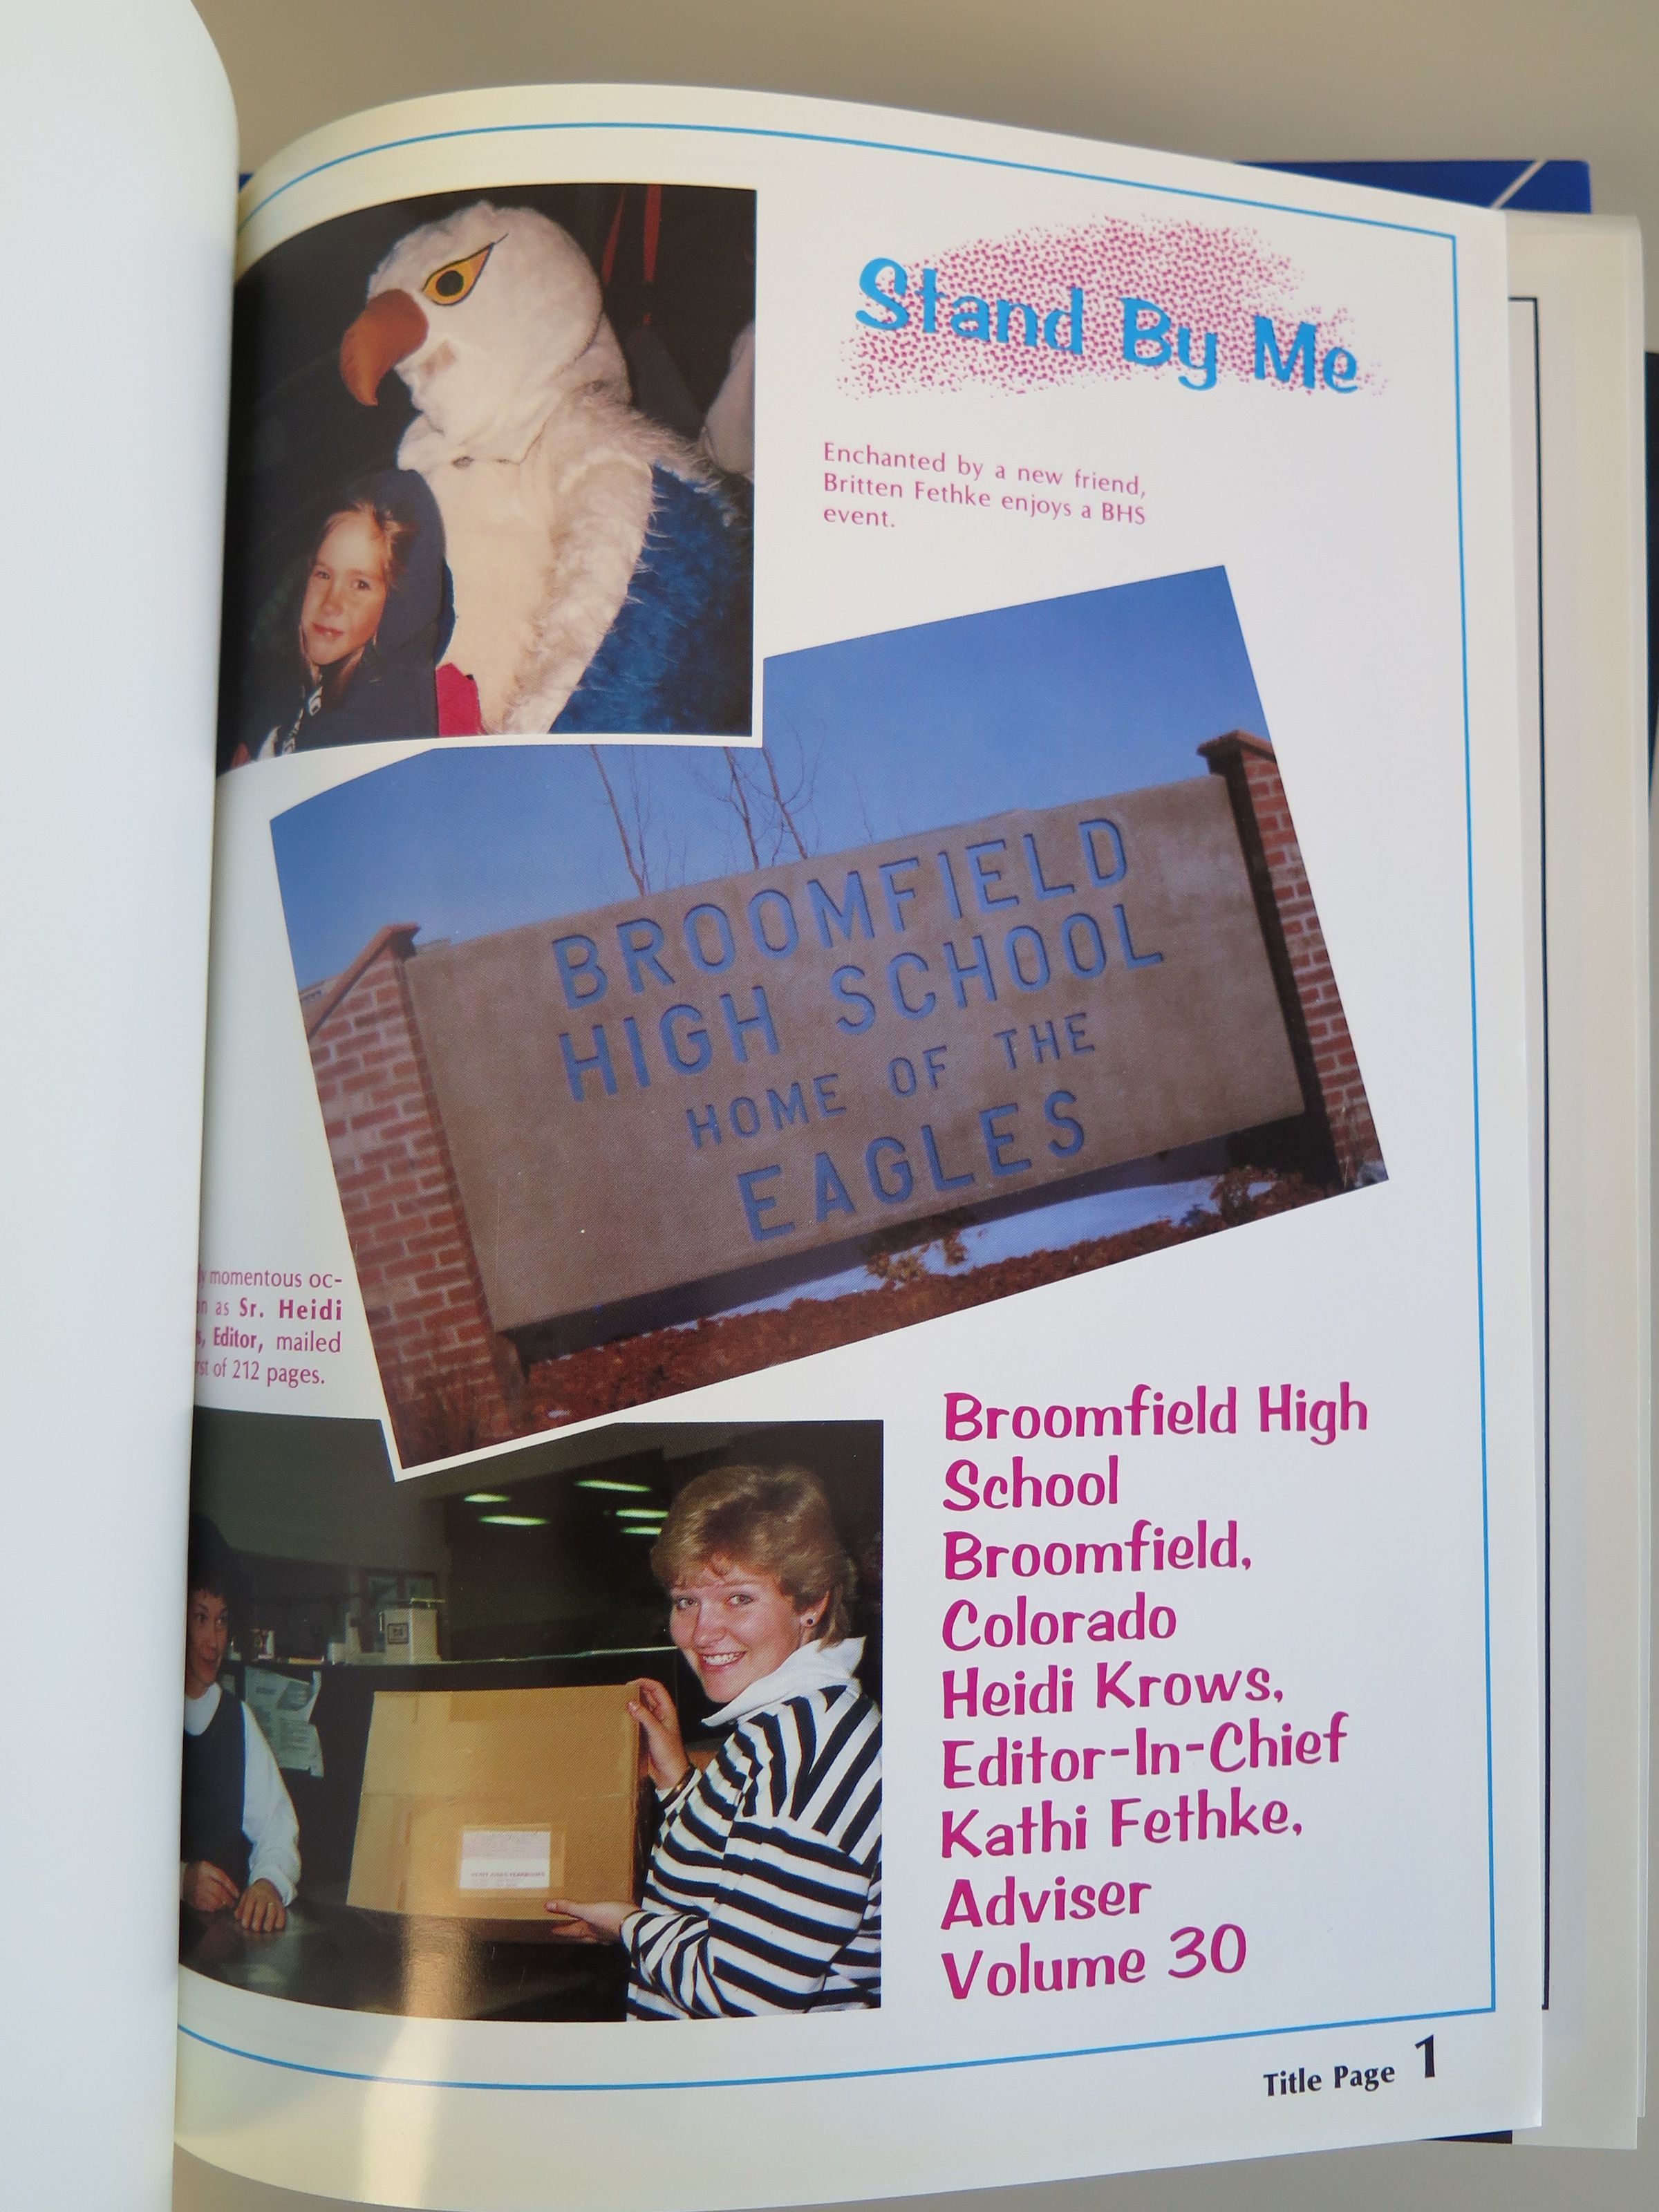 Stand By Me
Enchanted by a new friend,
Britten Fethke enjoys a BHS
event.
BROOMFIELD
HIGH SCHOOL
HOME OF THE
EAGLES
momentous oc-
as Sr. Heidi
Editor, mailed
of 212 pages.
Broomfield High
School
Broomfield,
Colorado
Heidi Krows,
Editor-In-Chief
Kathi Fethke,
Adviser
Volume 30
Title Page 1